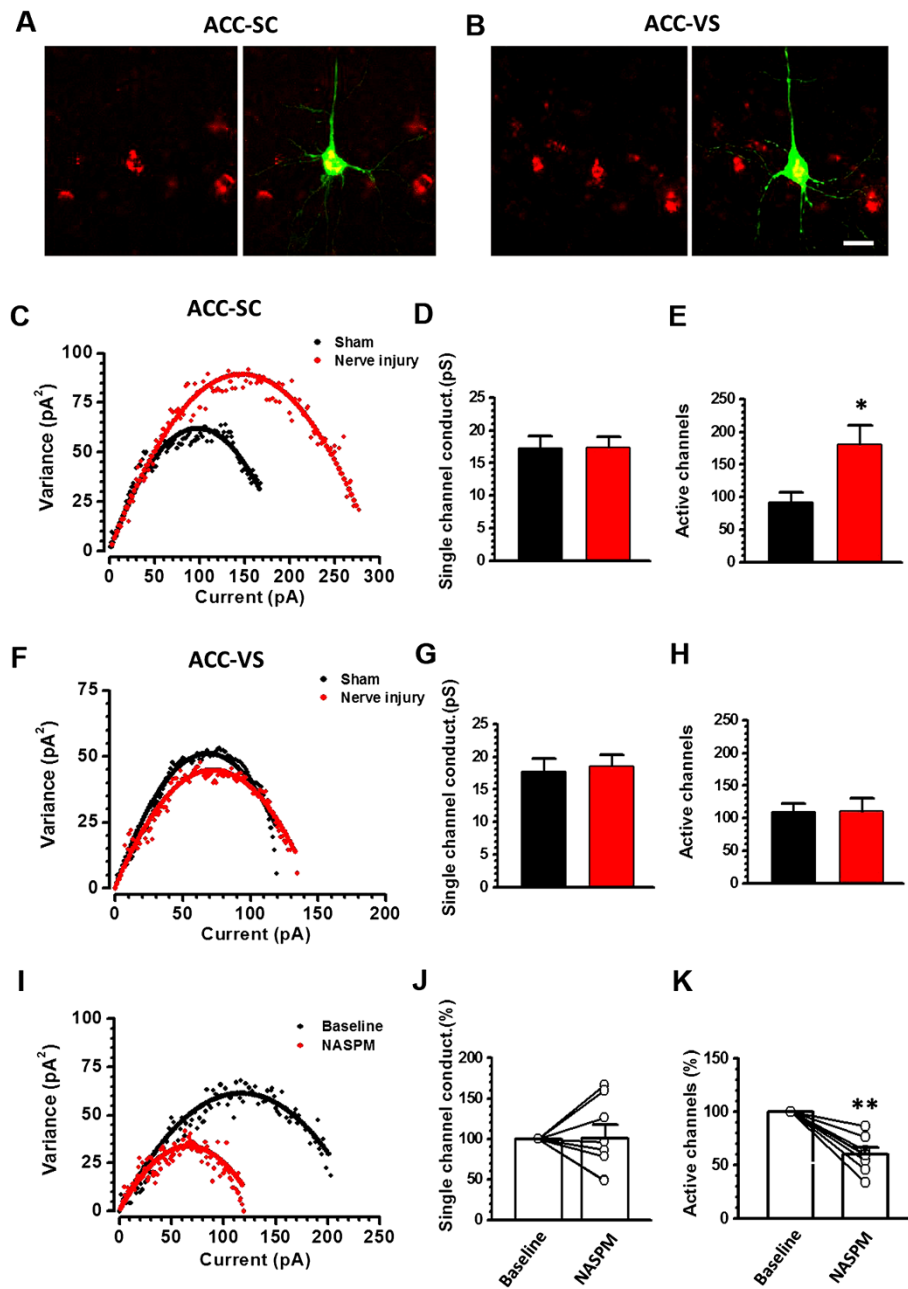 A
ACC-SC
B
ACC-VS
C
ACC-SC
Variance (pA²)
100
75
50
25
0
0 50 100 150 200 250 300
Current (pA)
Sham
Nerve injury
D
Single channel conduct.(pS)
25
20
15
10
5
0
E
Active channels
250
200
150
100
50
0
*
F
ACC-VS
Variance (pA²)
75
50
25
0
0 50 100 150 200
Current (pA)
Sham
Nerve injury
G
Single channel conduct.(pS)
25
20
15
10
5
0
H
Active channels
250
200
150
100
50
0
I
Variance (pA²)
100
75
50
25
0
0 50 100 150 200 250
Current (pA)
Baseline
NASPM
J
Single channel conduct.(%)
200
150
100
50
0
Baseline
NASPM
K
Active channels (%)
150
100
50
0
**
Baseline
NASPM